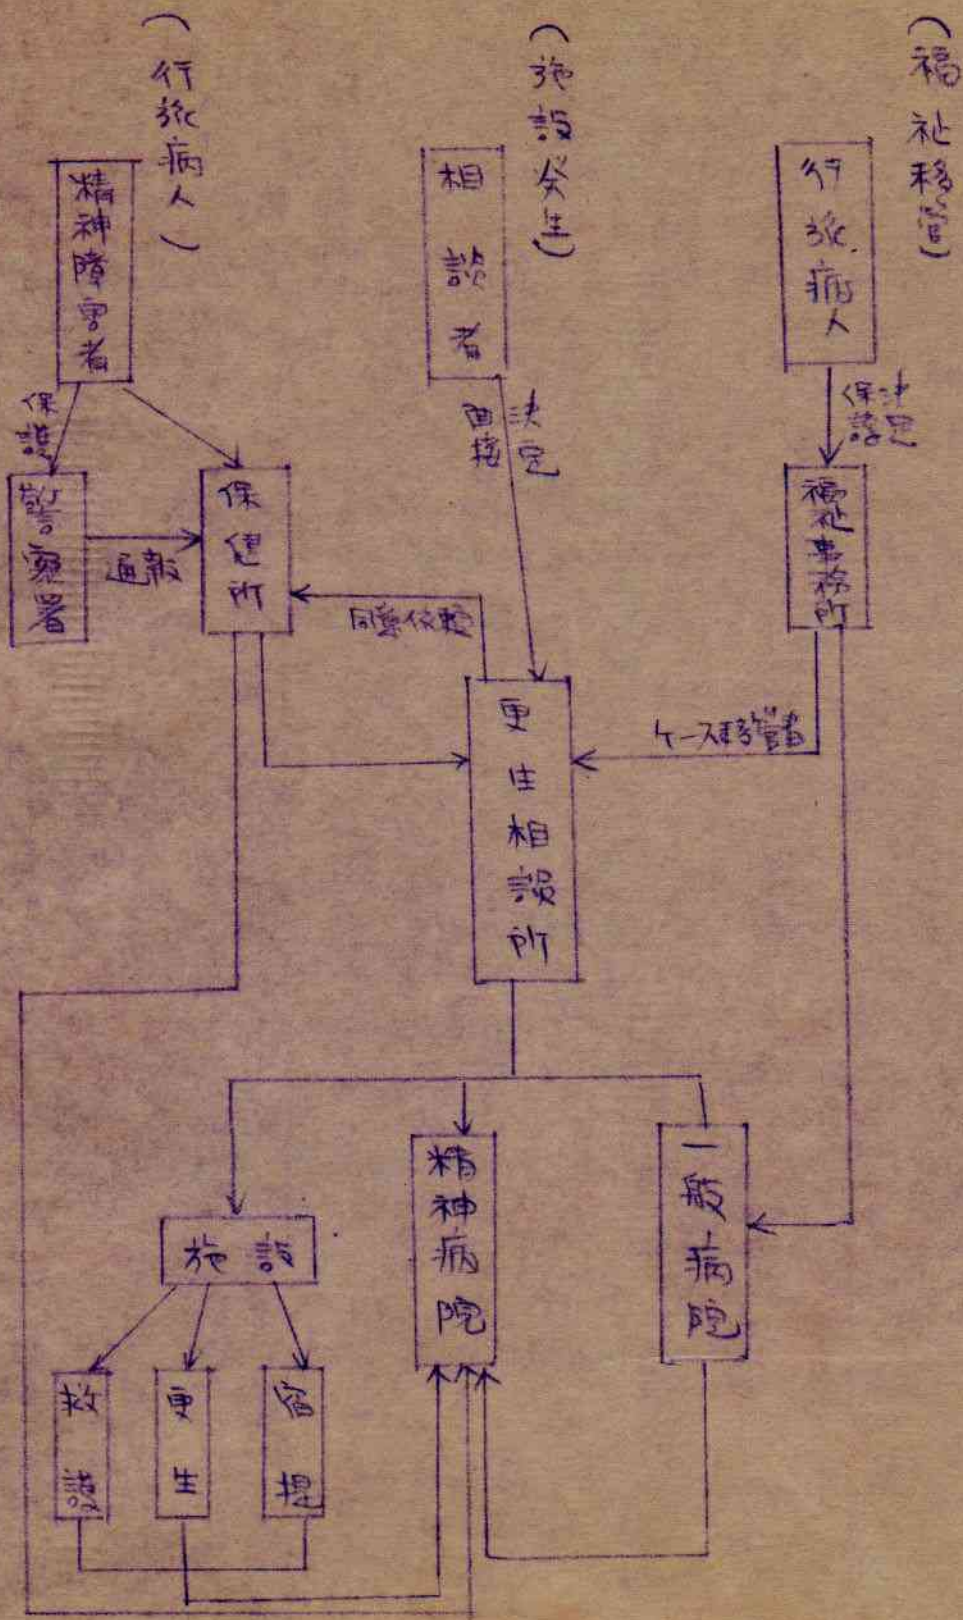 (福祉移管)
行旅病人
保護
決定
福祉事務所
ケース移管書
(施設発生)
相談者
面接
決定
更生相談所
同意依頼
(行旅病人)
精神障害者
保護
警察署
通報
保健所
一般病院
精神病院
施設
宿提
更生
救護